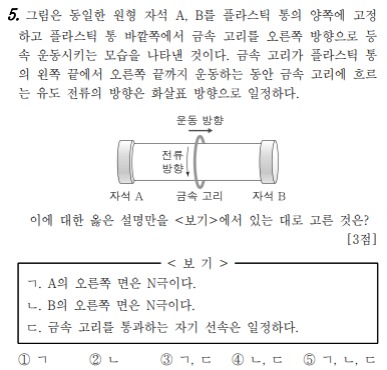 5. 그림은 동일한 원형 자석 A, B를 플라스틱 통의 양쪽에 고정
하고 플라스틱 통 바깥쪽에서 금속 고리를 오른쪽 방향으로 등
속 운동시키는 모습을 나타낸 것이다. 금속 고리가 플라스틱 통
의 왼쪽 끝에서 오른쪽 끝까지 운동하는 동안 금속 고리에 흐르
는 유도 전류의 방향은 화살표 방향으로 일정하다.
운동 방향
전류
방향
자석 A 금속 고리 자석 B
이에 대한 옳은 설명만을 <보기>에서 있는 대로 고른 것은?
[3점]
< 보 기 >
ㄱ. A의 오른쪽 면은 N극이다.
ㄴ. B의 오른쪽 면은 N극이다.
ㄷ. 금속 고리를 통과하는 자기 선속은 일정하다.
① ㄱ ② ㄴ ③ ㄱ, ㄷ ④ ㄴ, ㄷ ⑤ ㄱ, ㄴ, ㄷ